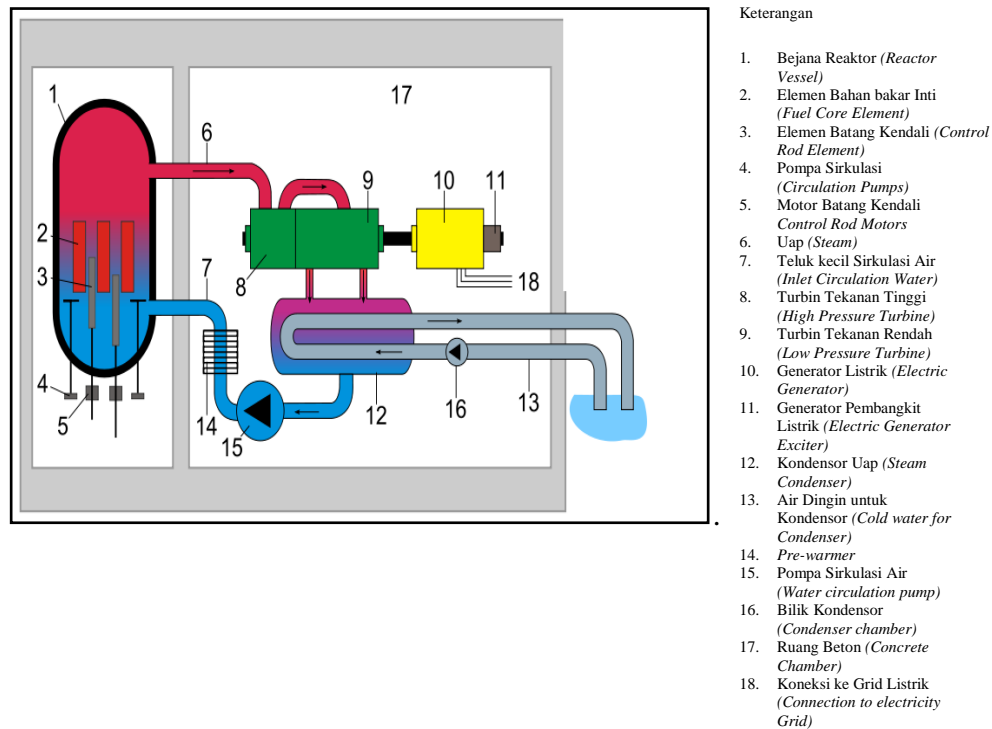 Keterangan
1. Bejana Reaktor (Reactor
Vessel)
2. Elemen Bahan bakar Inti
(Fuel Core Element)
3. Elemen Batang Kendali (Control
Rod Element)
4. Pompa Sirkulasi
(Circulation Pumps)
5. Motor Batang Kendali
Control Rod Motors
6. Uap (Steam)
7. Teluk kecil Sirkulasi Air
(Inlet Circulation Water)
8. Turbin Tekanan Tinggi
(High Pressure Turbine)
9. Turbin Tekanan Rendah
(Low Pressure Turbine)
10. Generator Listrik (Electric
Generator)
11. Generator Pembangkit
Listrik (Electric Generator
Exciter)
12. Kondensor Uap (Steam
Condenser)
13. Air Dingin untuk
Kondensor (Cold water for
Condenser)
14. Pre-warmer
15. Pompa Sirkulasi Air
(Water circulation pump)
16. Bilik Kondensor
(Condenser chamber)
17. Ruang Beton (Concrete
Chamber)
18. Koneksi ke Grid Listrik
(Connection to electricity
Grid)
1
17
6
9
10
11
2
3
7
8
18
4
5
14
15
12
16
13
.